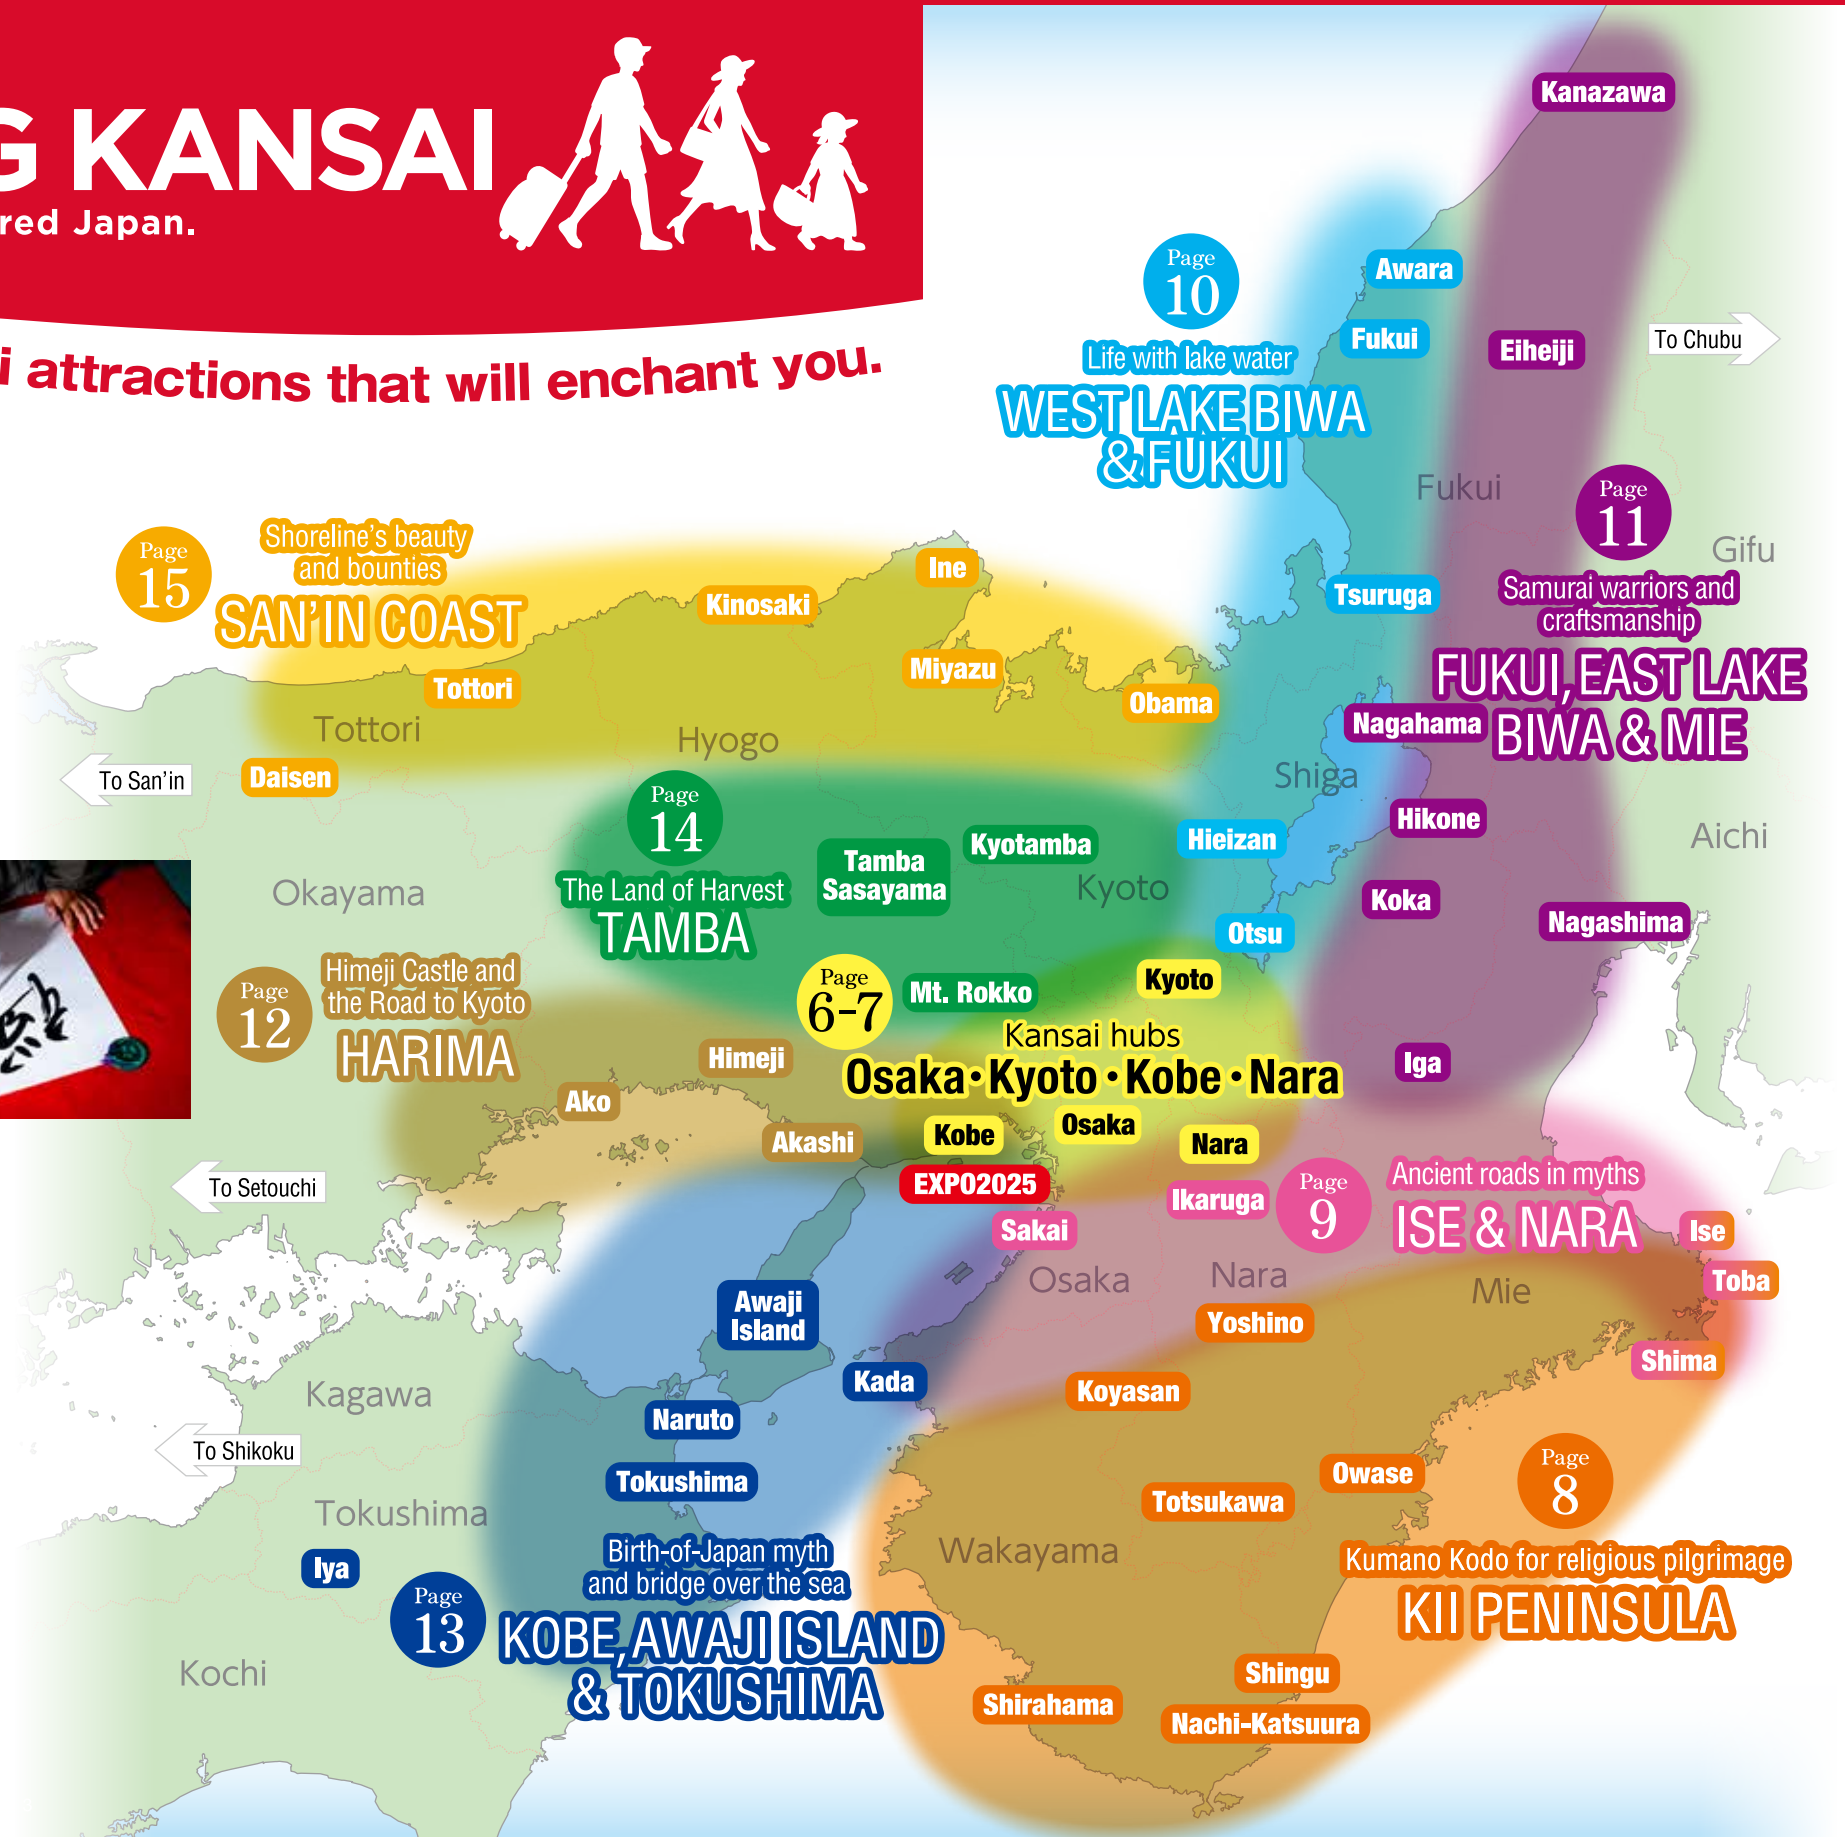 G KANSAI
red Japan.
i attractions that will enchant you.
Kanazawa
Page
10
Life with lake water
WEST LAKE BIWA
& FUKUI
Awara
Fukui
Eiheiji
To Chubu
Fukui
Page
11
Gifu
Samurai warriors and
craftsmanship
FUKUI, EAST LAKE
BIWA & MIE
Page
15
Shoreline's beauty
and bounties
SAN'IN COAST
Ine
Kinosaki
Tsuruga
Miyazu
Tottori
Obama
Nagahama
Tottori
Hyogo
To San'in
Daisen
Shiga
Page
14
The Land of Harvest
TAMBA
Tamba
Sasayama
Kyotamba
Kyoto
Hieizan
Hikone
Aichi
Okayama
Koka
Otsu
Nagashima
Page
12
Himeji Castle and
the Road to Kyoto
HARIMA
Page
6-7
Mt. Rokko
Kyoto
Kansai hubs
Osaka・Kyoto・Kobe・Nara
Himeji
Iga
Ako
Akashi
Kobe
Osaka
Nara
EXPO2025
To Setouchi
Ikaruga
Page
9
Ancient roads in myths
ISE & NARA
Sakai
Ise
Osaka
Nara
Mie
Toba
Awaji
Island
Yoshino
Shima
Kada
Koyasan
Kagawa
Naruto
To Shikoku
Tokushima
Owase
Page
8
Totsukawa
Tokushima
Wakayama
Kumano Kodo for religious pilgrimage
KII PENINSULA
Iya
Page
13
Birth-of-Japan myth
and bridge over the sea
KOBE, AWAJI ISLAND
& TOKUSHIMA
Kochi
Shingu
Shirahama
Nachi-Katsuura